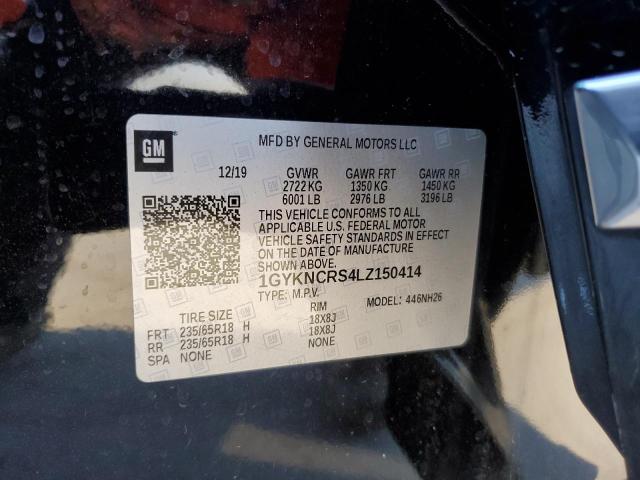 GM
MFD BY GENERAL MOTORS LLC
12/19 GVWR GAWR FRT GAWR RR
2722 KG 1350 KG 1450 KG
6001 LB 2976 LB 3196 LB
THIS VEHICLE CONFORMS TO ALL
APPLICABLE U.S. FEDERAL MOTOR
VEHICLE SAFETY STANDARDS IN EFFECT
ON THE DATE OF MANUFACTURE
SHOWN ABOVE.
1GYKNCRS4LZ150414
TYPE: M.P.V. MODEL: 446NH26
TIRE SIZE RIM
FRT 235/65R18 H 18X8J
RR 235/65R18 H 18X8J
SPA NONE NONE